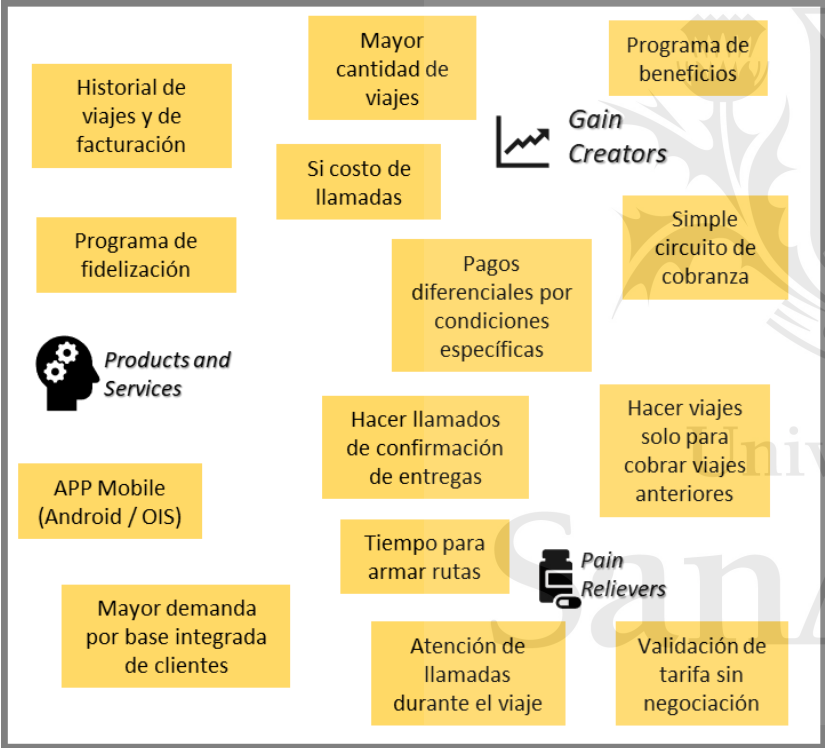 Mayor
cantidad de
viajes
Programa de
beneficios
Historial de
viajes y de
facturación
Gain
Creators
Si costo de
llamadas
Simple
circuito de
cobranza
Programa de
fidelización
Pagos
diferenciales por
condiciones
específicas
Products and
Services
Hacer llamados
de confirmación
de entregas
Hacer viajes
solo para
cobrar viajes
anteriores
Univ
APP Mobile
(Android / OIS)
Tiempo para
armar rutas
Pain
Relievers
SanA
Mayor demanda
por base integrada
de clientes
Atención de
llamadas
durante el viaje
Validación de
tarifa sin
negociación